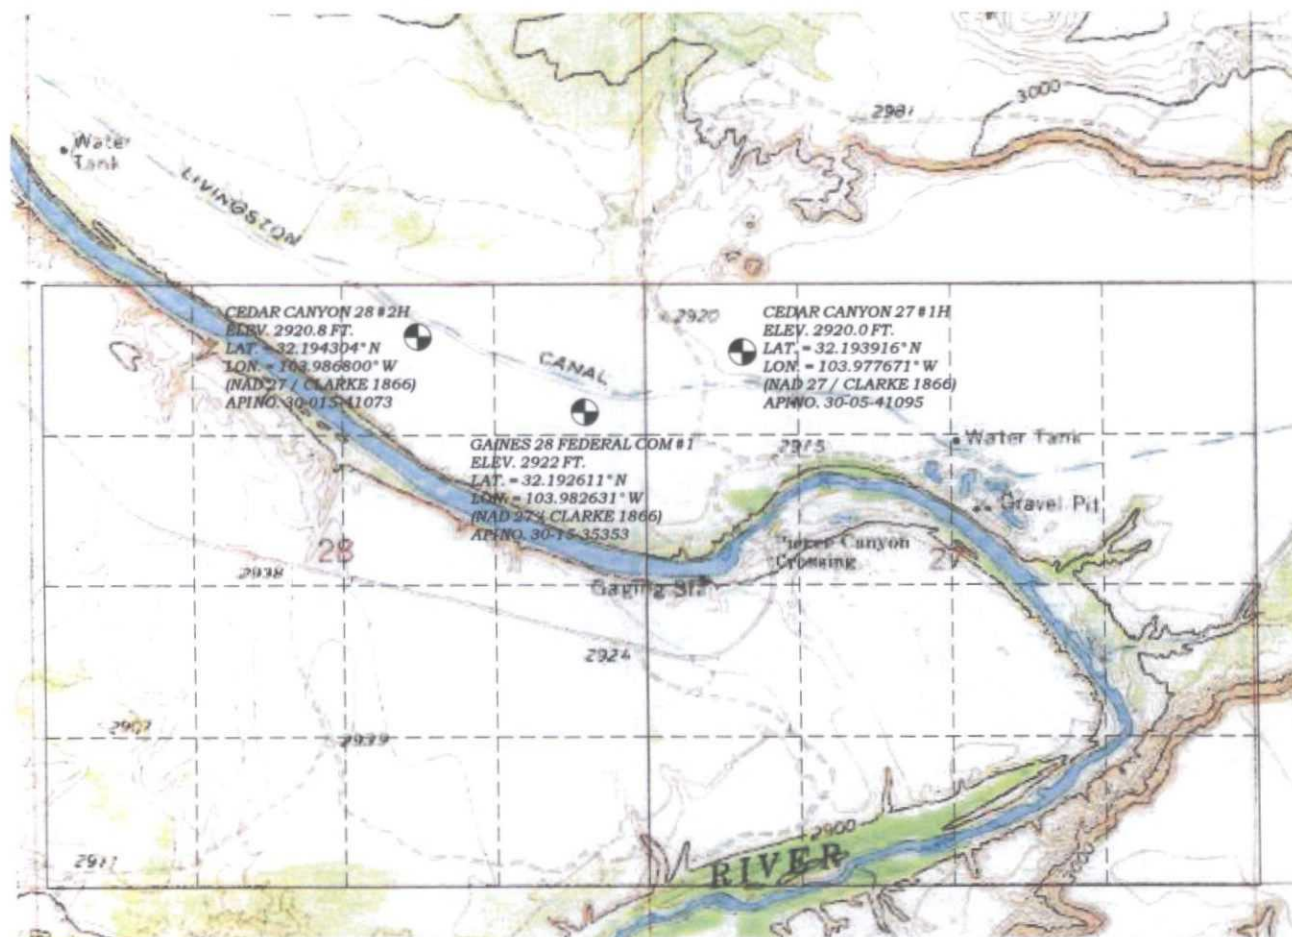 3000
2981
Water
Tank
LIVINGSTON
CEDAR CANYON 28 #2H
ELEV. 2920.8 FT.
LAT. = 32.194304° N
LON. = 103.986800° W
(NAD 27 / CLARKE 1866)
API NO. 30-015-41073
2920
CEDAR CANYON 27 #1H
ELEV. 2920.0 FT.
LAT. = 32.193916° N
LON. = 103.977671° W
(NAD 27 / CLARKE 1866)
API NO. 30-05-41095
CANAL
GAINES 28 FEDERAL COM #1
ELEV. 2922 FT.
LAT. = 32.192611° N
LON. = 103.982631° W
(NAD 27 / CLARKE 1866)
API NO. 30-15-35353
2915
Water Tank
Gravel Pit
Pierce Canyon
Crossing
28
27
2938
Gaging Sta
2924
2939
2900
RIVER
2911